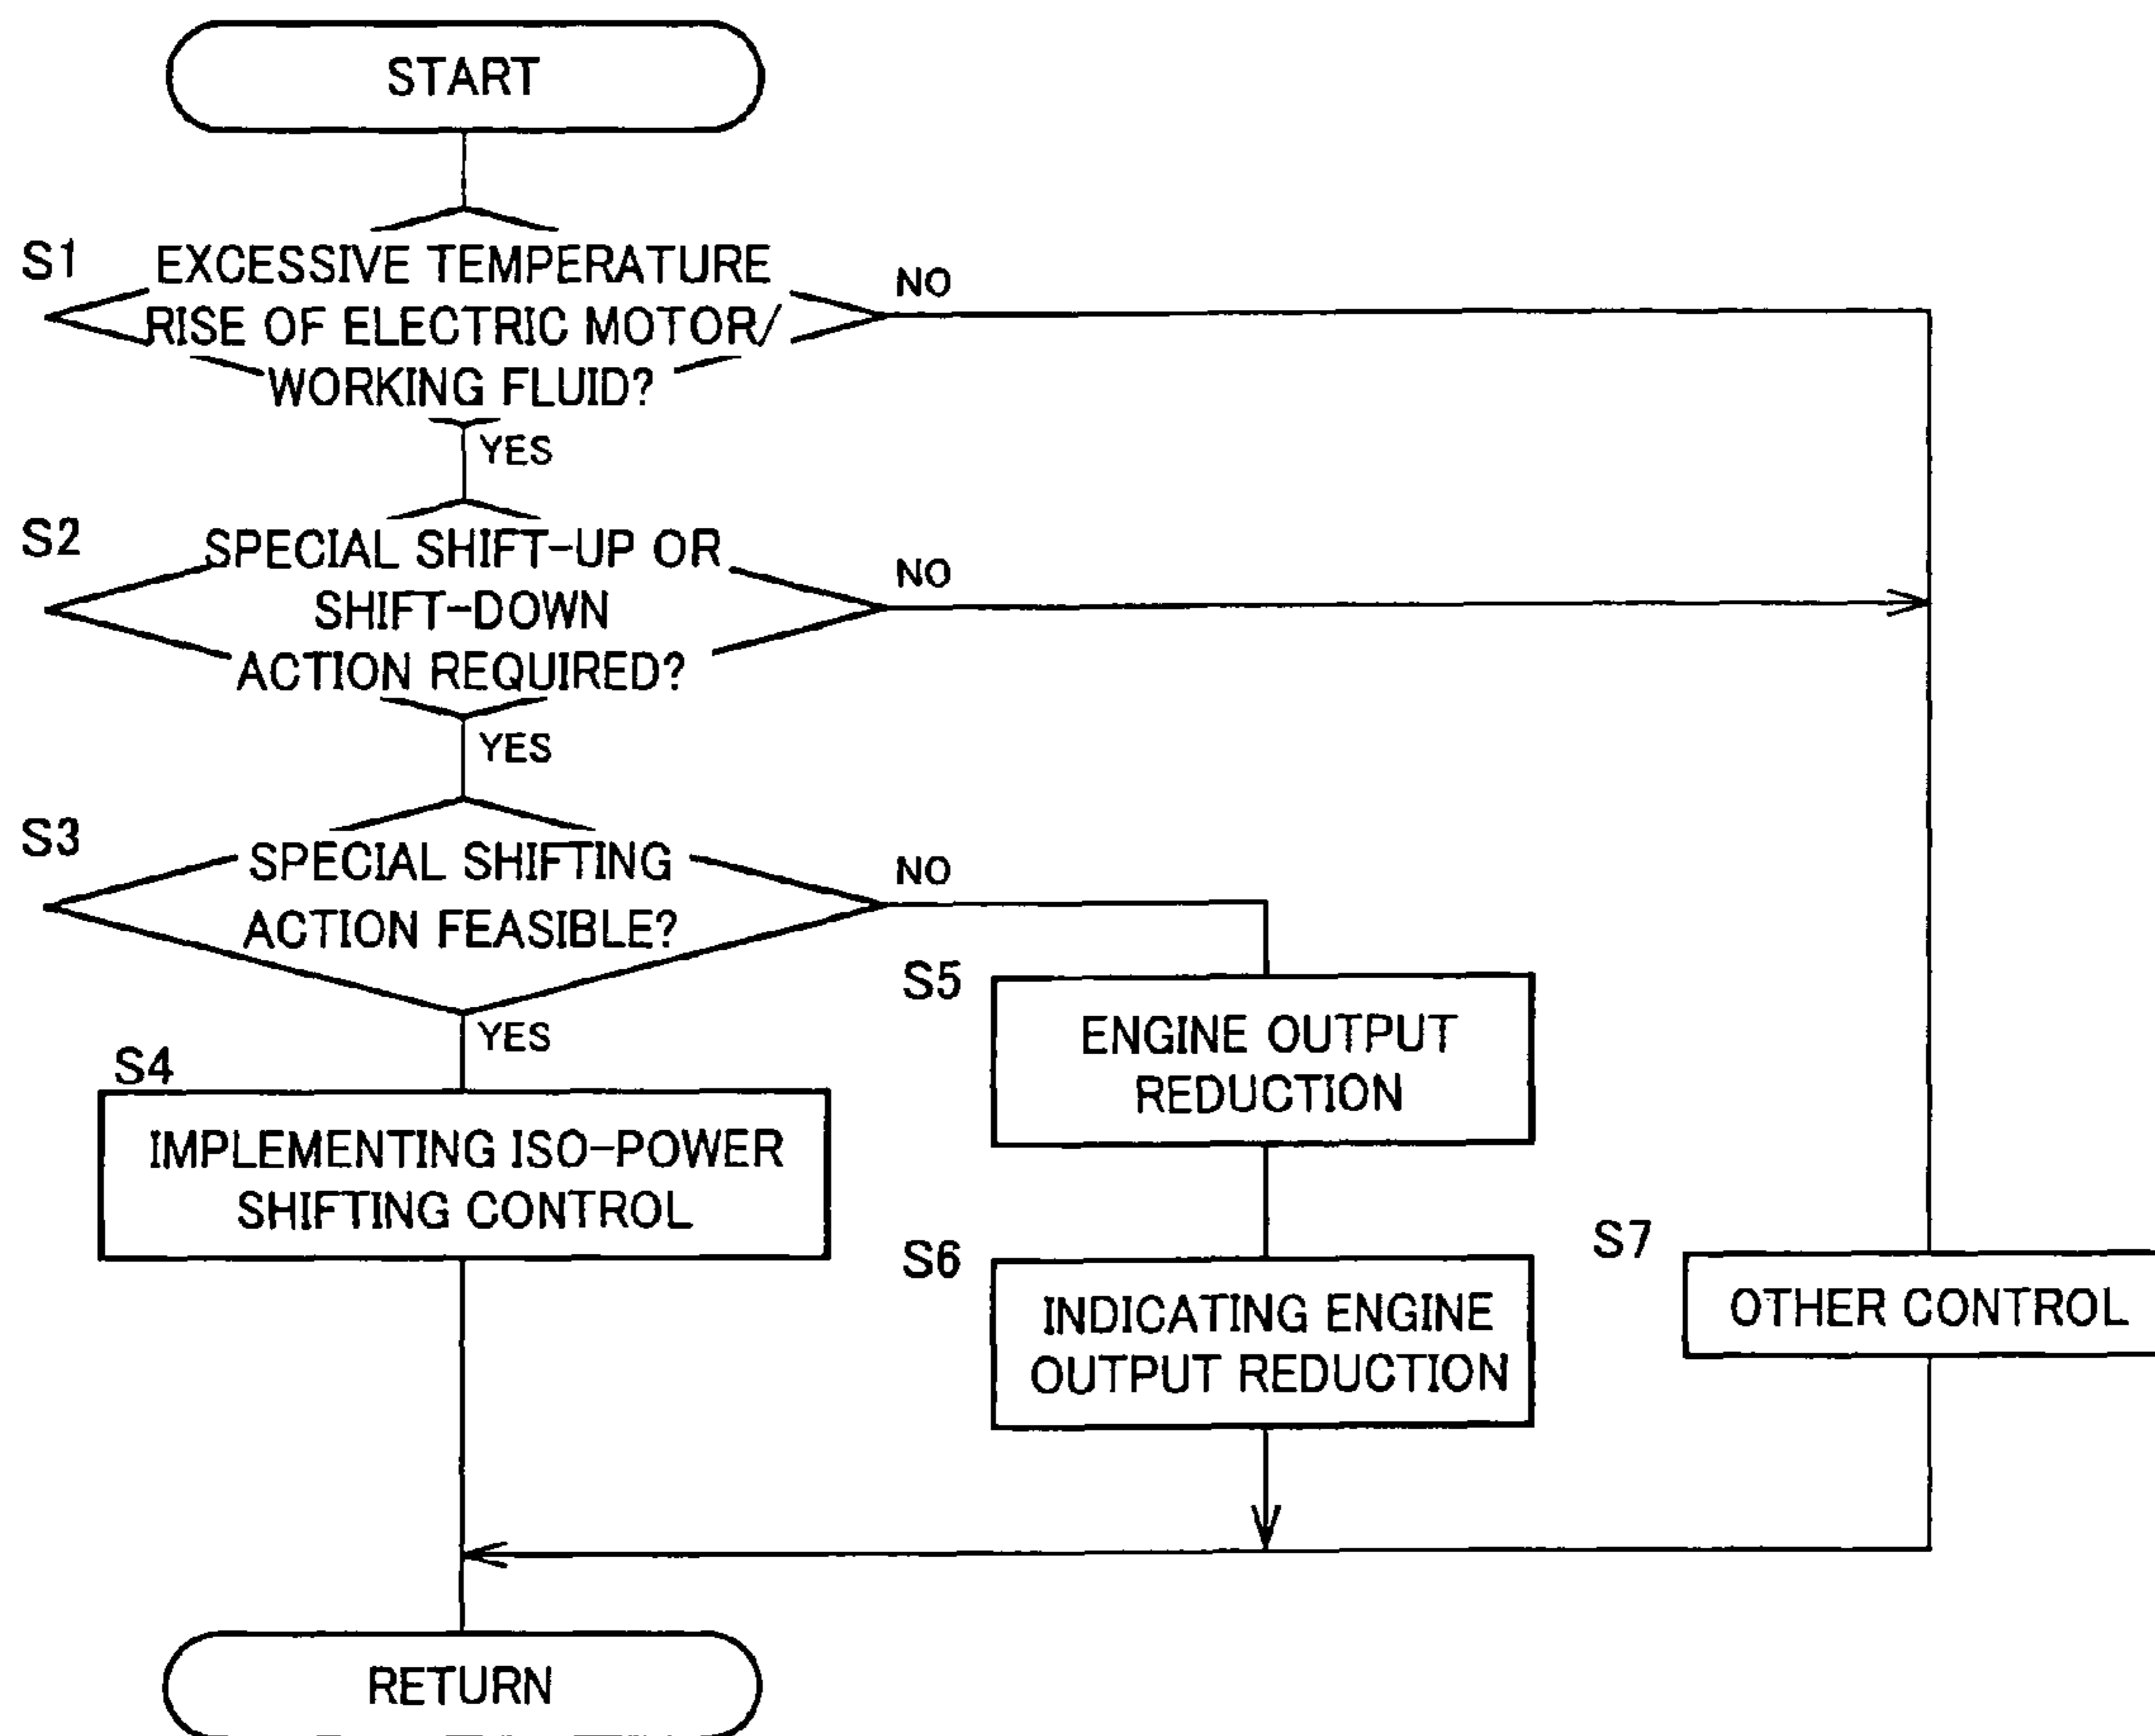 START
S1
EXCESSIVE TEMPERATURE
RISE OF ELECTRIC MOTOR/
WORKING FLUID?
NO
YES
S2
SPECIAL SHIFT-UP OR
SHIFT-DOWN
ACTION REQUIRED?
NO
YES
S3
SPECIAL SHIFTING
ACTION FEASIBLE?
NO
YES
S4
IMPLEMENTING ISO-POWER
SHIFTING CONTROL
S5
ENGINE OUTPUT
REDUCTION
S6
INDICATING ENGINE
OUTPUT REDUCTION
S7
OTHER CONTROL
RETURN